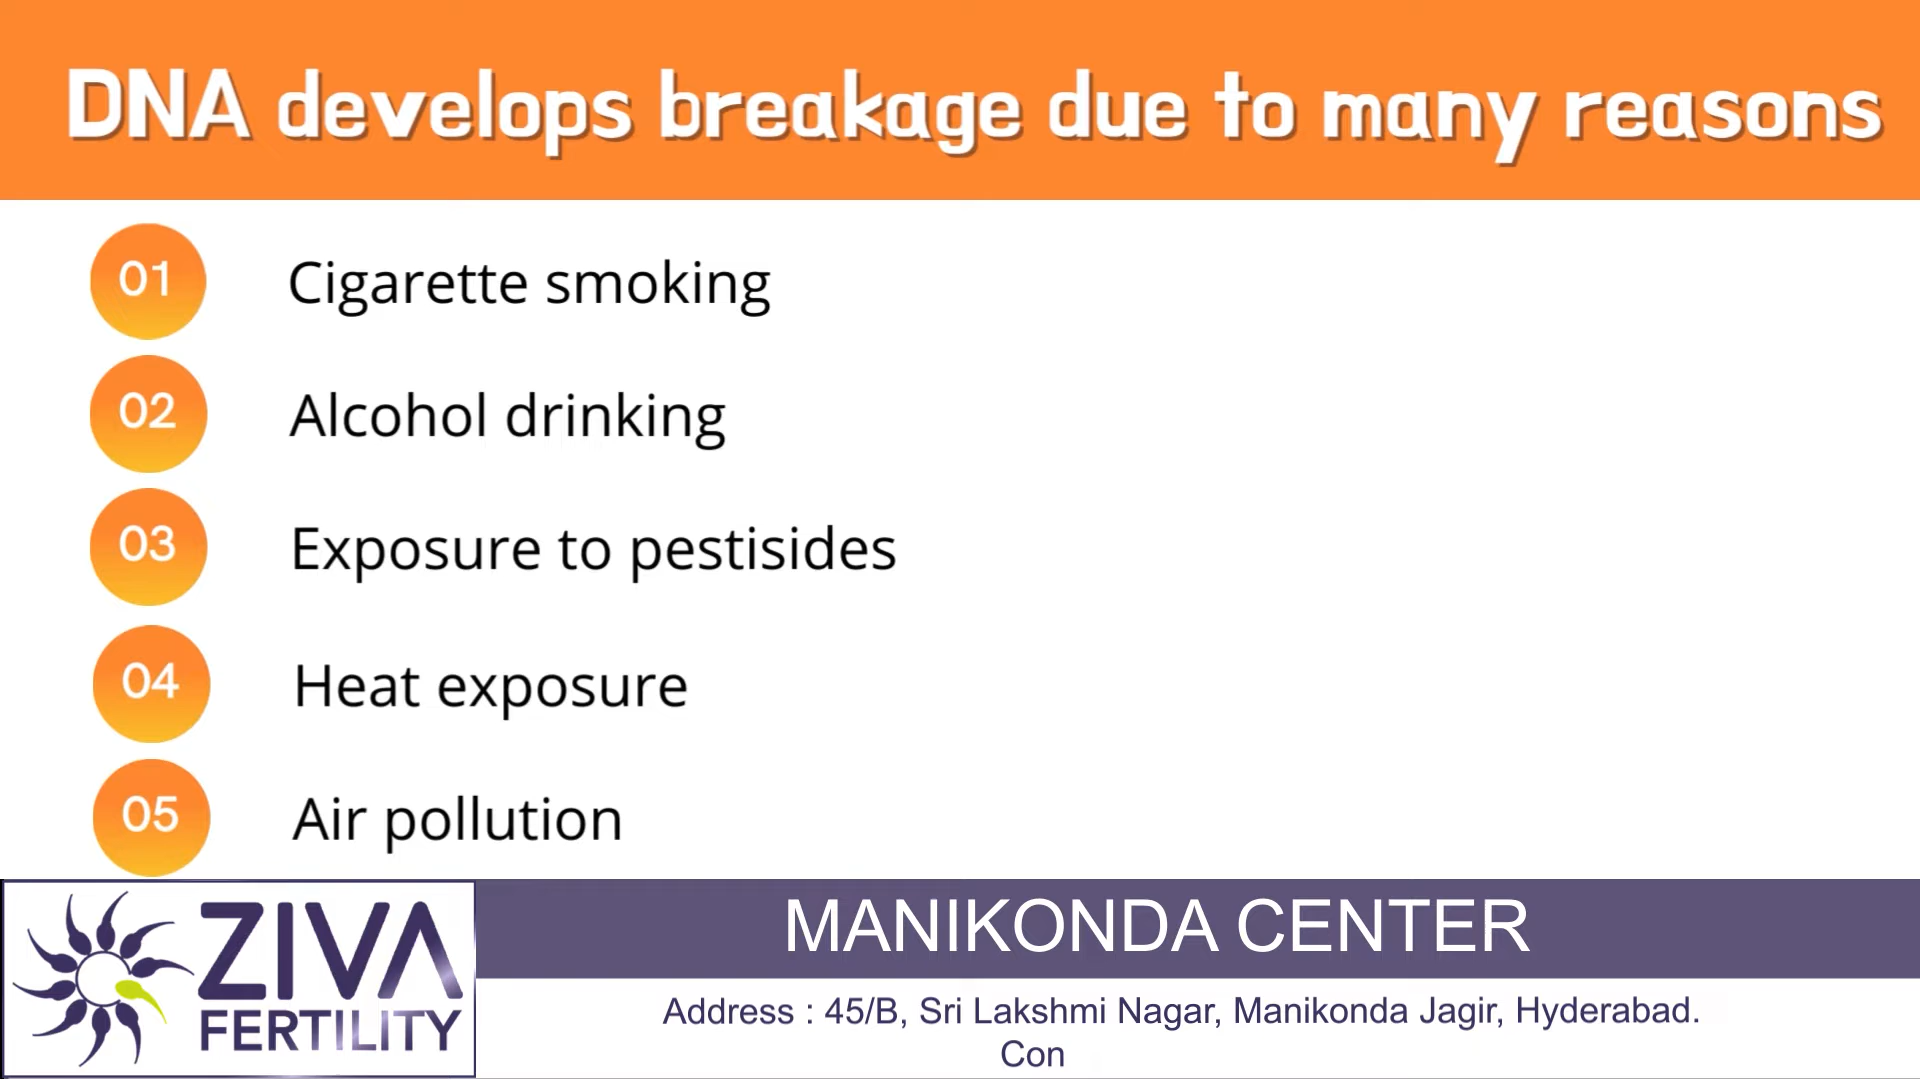 DNA develops breakage due to many reasons
01 Cigarette smoking
02 Alcohol drinking
03 Exposure to pestisides
04 Heat exposure
05 Air pollution
ZIVA
FERTILITY
MANIKONDA CENTER
Address : 45/B, Sri Lakshmi Nagar, Manikonda Jagir, Hyderabad.
Con